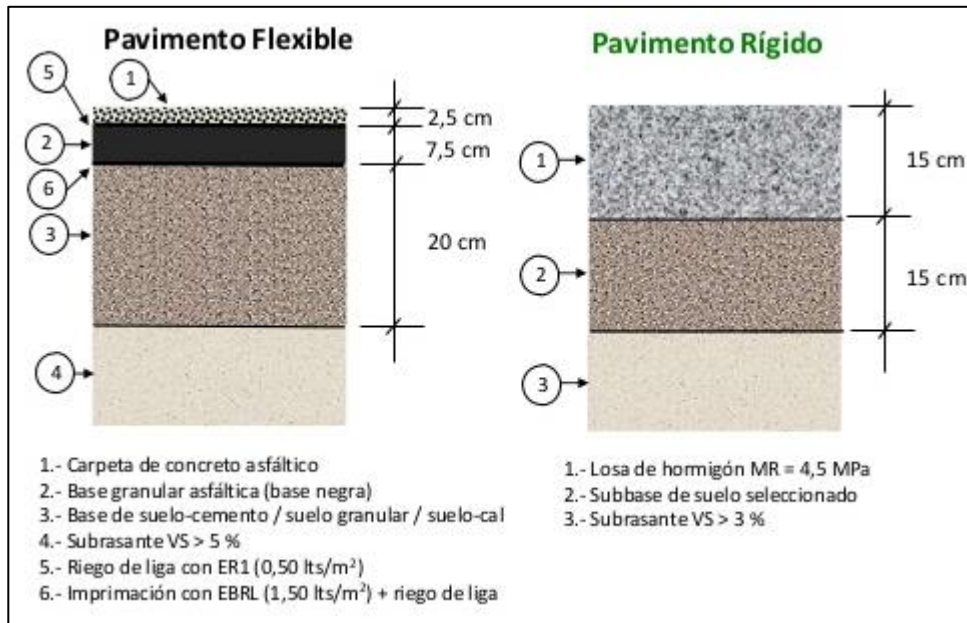 Pavimento Flexible
5
1
2
6
3
4
2,5 cm
7,5 cm
20 cm
1.- Carpeta de concreto asfáltico
2.- Base granular asfáltica (base negra)
3.- Base de suelo-cemento / suelo granular / suelo-cal
4.- Subrasante VS > 5 %
5.- Riego de liga con ER1 (0,50 lts/m²)
6.- Imprimación con EBRL (1,50 lts/m²) + riego de liga
Pavimento Rígido
1
2
3
15 cm
15 cm
1.- Losa de hormigón MR = 4,5 MPa
2.- Subbase de suelo seleccionado
3.- Subrasante VS > 3 %